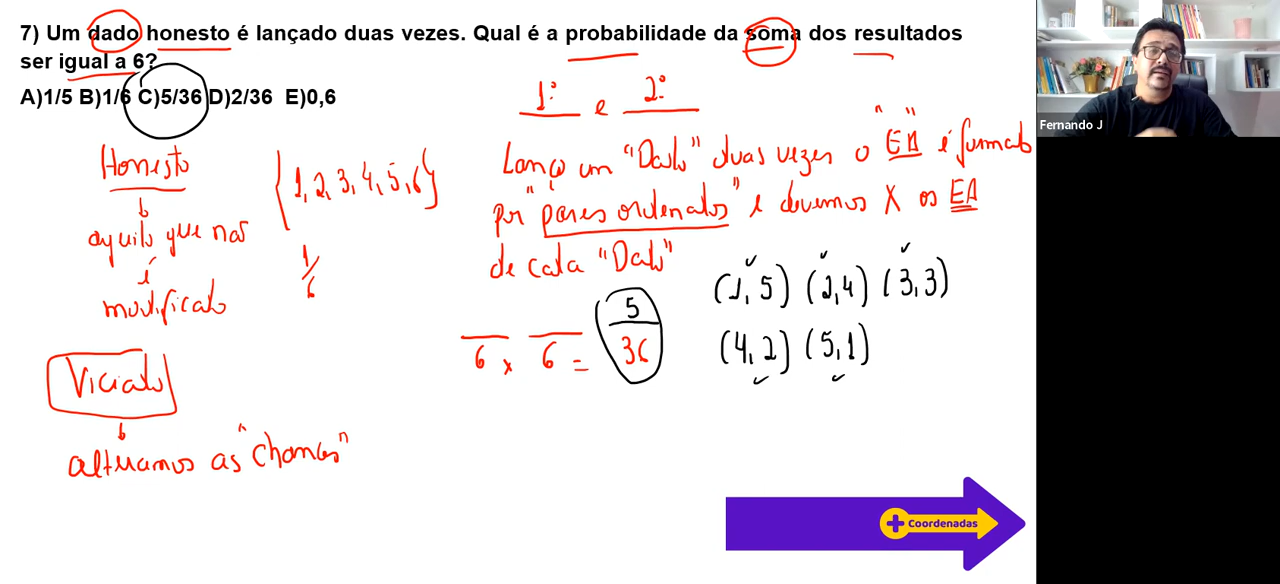 7) Um dado honesto é lançado duas vezes. Qual é a probabilidade da soma dos resultados
ser igual a 6?
A)1/5 B)1/6 C)5/36 D)2/36 E)0,6
1º e 2º
Honesto
aquilo que não
é
modificado
{1, 2, 3, 4, 5, 6}
1/6
Viciado
alteramos as "chances"
Lanço um "Dado" duas vezes o "EA" é formado
por "pares ordenados" e devemos X os EA
de cada "Dado"
6 x 6 = 5/36
(1, 5) (2, 4) (3, 3)
(4, 2) (5, 1)
Fernando J
+ Coordenadas